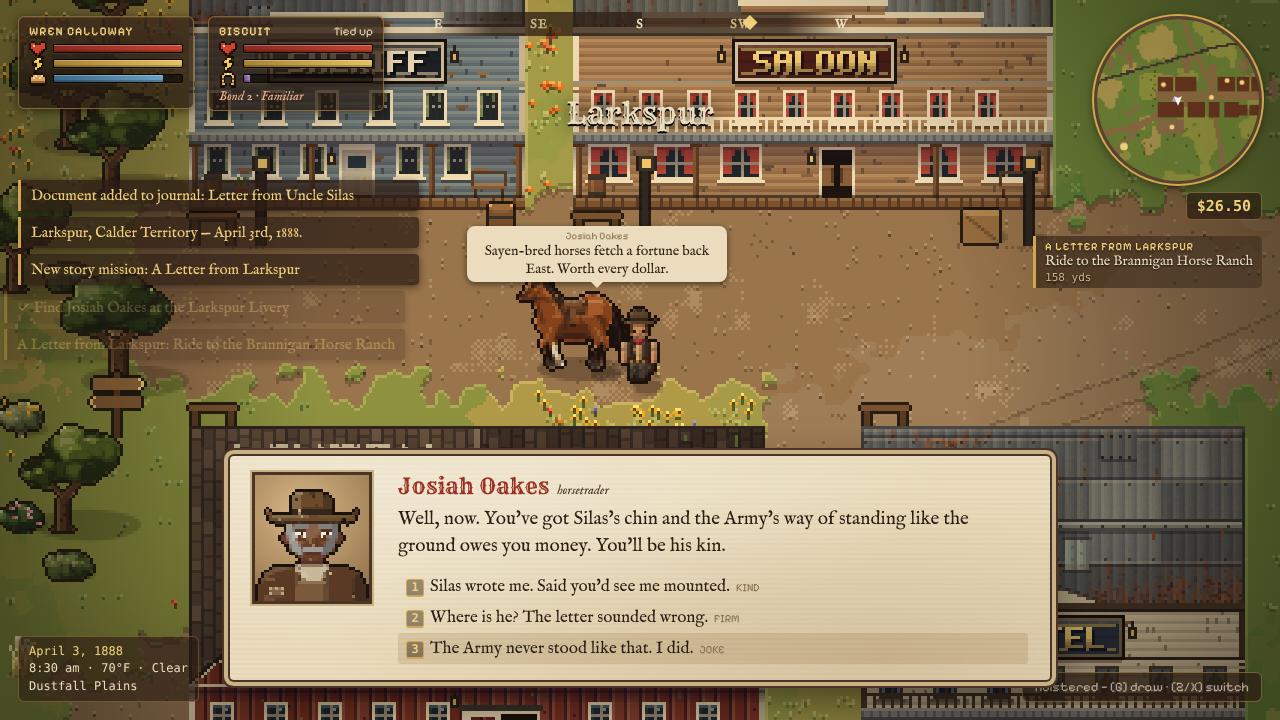 WREN CALLOWAY
BISCUIT
Tied up
Bond 2 · Familiar
E
SE
S
SW
W
FF
SALOON
Larkspur
Document added to journal: Letter from Uncle Silas
Larkspur, Calder Territory — April 3rd, 1888.
New story mission: A Letter from Larkspur
✓ Find Josiah Oakes at the Larkspur Livery
A Letter from Larkspur: Ride to the Brannigan Horse Ranch
$26.50
A LETTER FROM LARKSPUR
Ride to the Brannigan Horse Ranch
158 yds
Josiah Oakes
Sayen-bred horses fetch a fortune back
East. Worth every dollar.
Josiah Oakes horsetrader
Well, now. You've got Silas's chin and the Army's way of standing like the
ground owes you money. You'll be his kin.
1 Silas wrote me. Said you'd see me mounted. KIND
2 Where is he? The letter sounded wrong. FIRM
3 The Army never stood like that. I did. JOKE
EL
April 3, 1888
8:30 am · 70°F · Clear
Dustfall Plains
holstered - (G) draw · (Z/X) switch